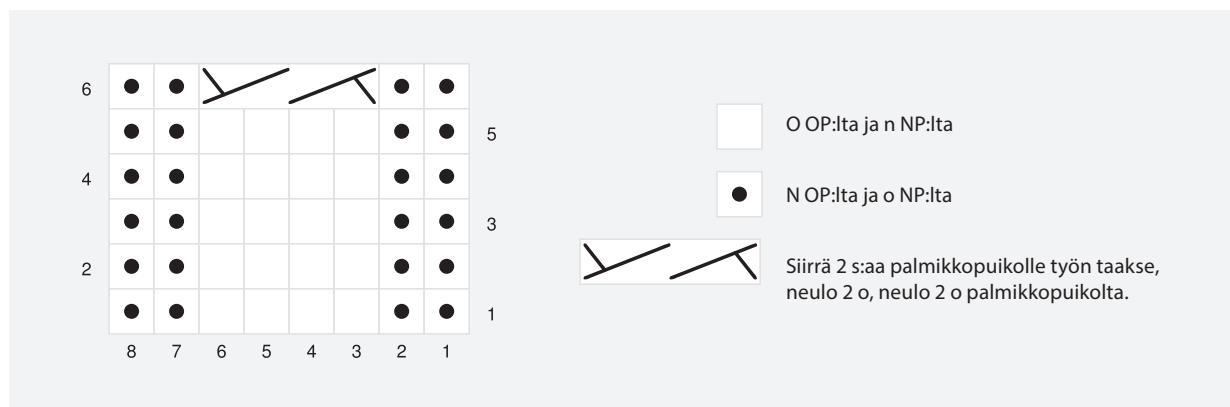 6
5
4
3
2
1
8 7 6 5 4 3 2 1
O OP:lta ja n NP:lta
N OP:lta ja o NP:lta
Siirrä 2 s:aa palmikkopuikolle työn taakse,
neulo 2 o, neulo 2 o palmikkopuikolta.